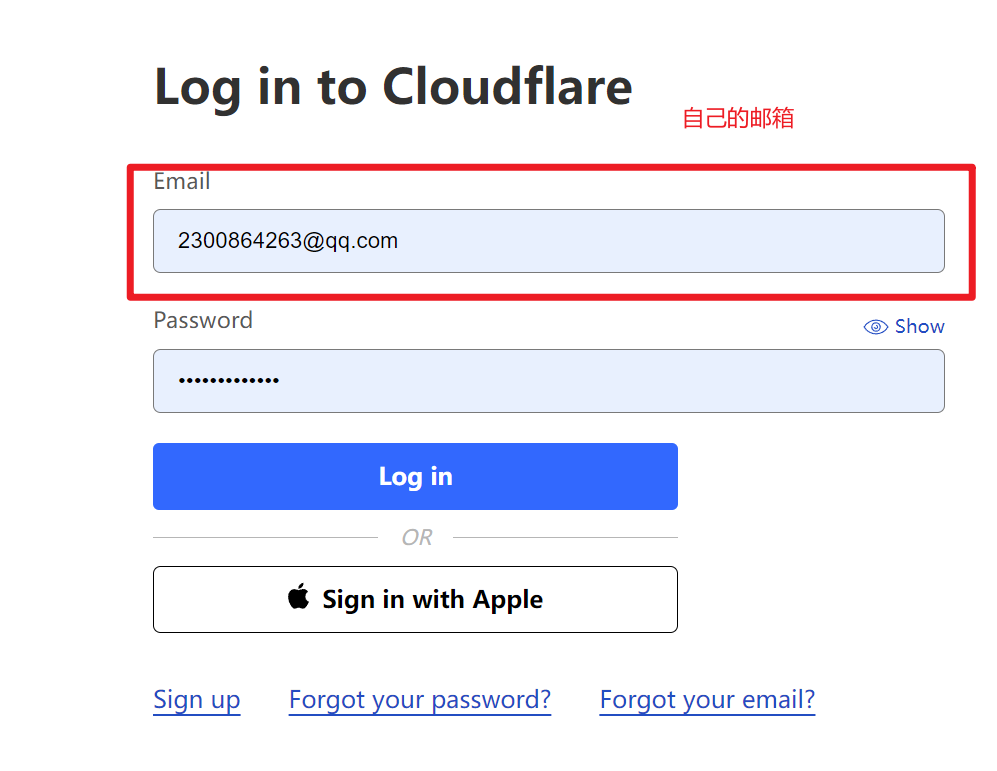 Log in to Cloudflare
自己的邮箱
Email
2300864263@qq.com
Password
Show
•••••••••••••
Log in
OR
Sign in with Apple
Sign up
Forgot your password?
Forgot your email?